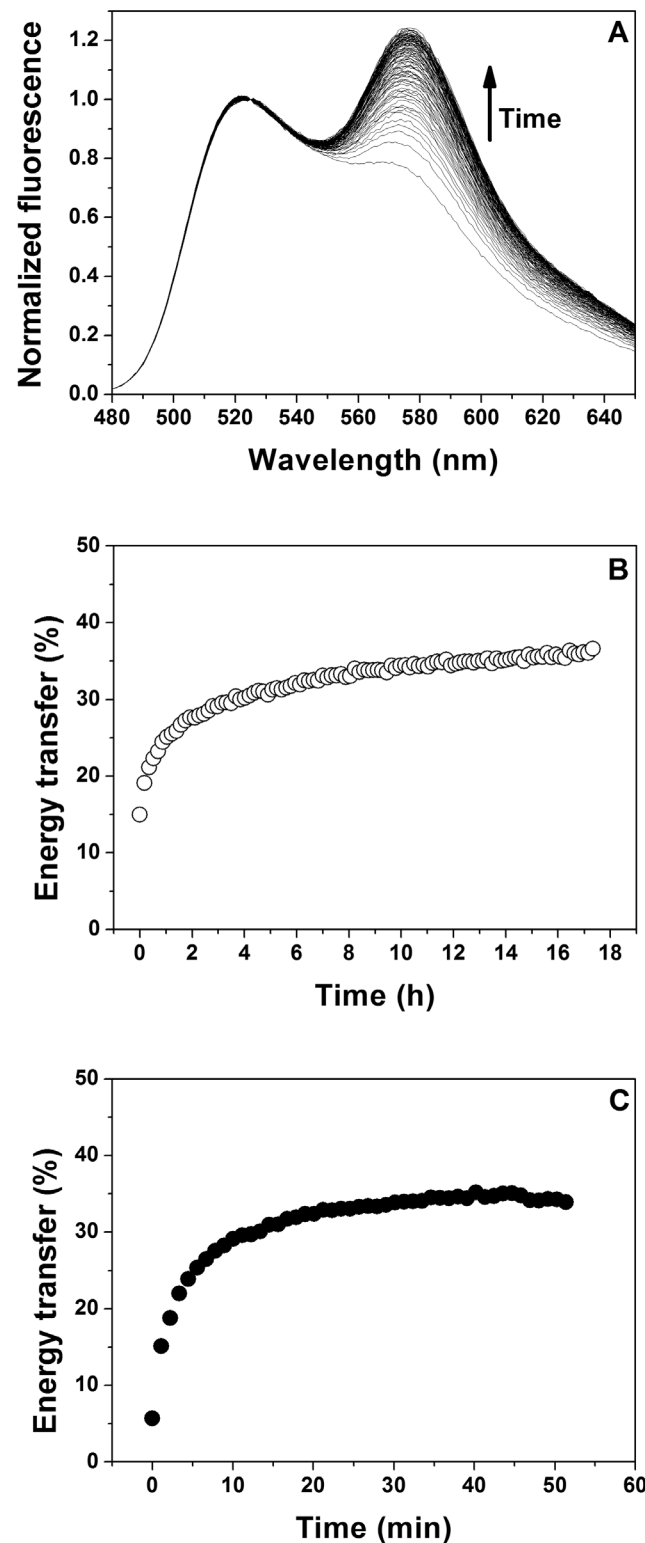 A
Normalized fluorescence
1.2
1.0
0.8
0.6
0.4
0.2
0.0
Time
480 500 520 540 560 580 600 620 640
Wavelength (nm)
B
Energy transfer (%)
50
40
30
20
10
0
0 2 4 6 8 10 12 14 16 18
Time (h)
C
Energy transfer (%)
50
40
30
20
10
0
0 10 20 30 40 50 60
Time (min)